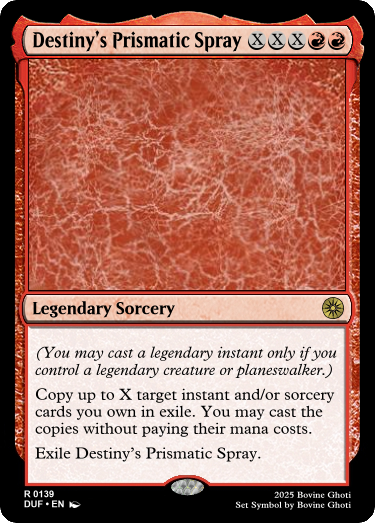 Destiny's Prismatic Spray XXX
Legendary Sorcery
(You may cast a legendary instant only if you
control a legendary creature or planeswalker.)
Copy up to X target instant and/or sorcery
cards you own in exile. You may cast the
copies without paying their mana costs.
Exile Destiny's Prismatic Spray.
R 0139
DUF • EN
2025 Bovine Ghoti
Set Symbol by Bovine Ghoti